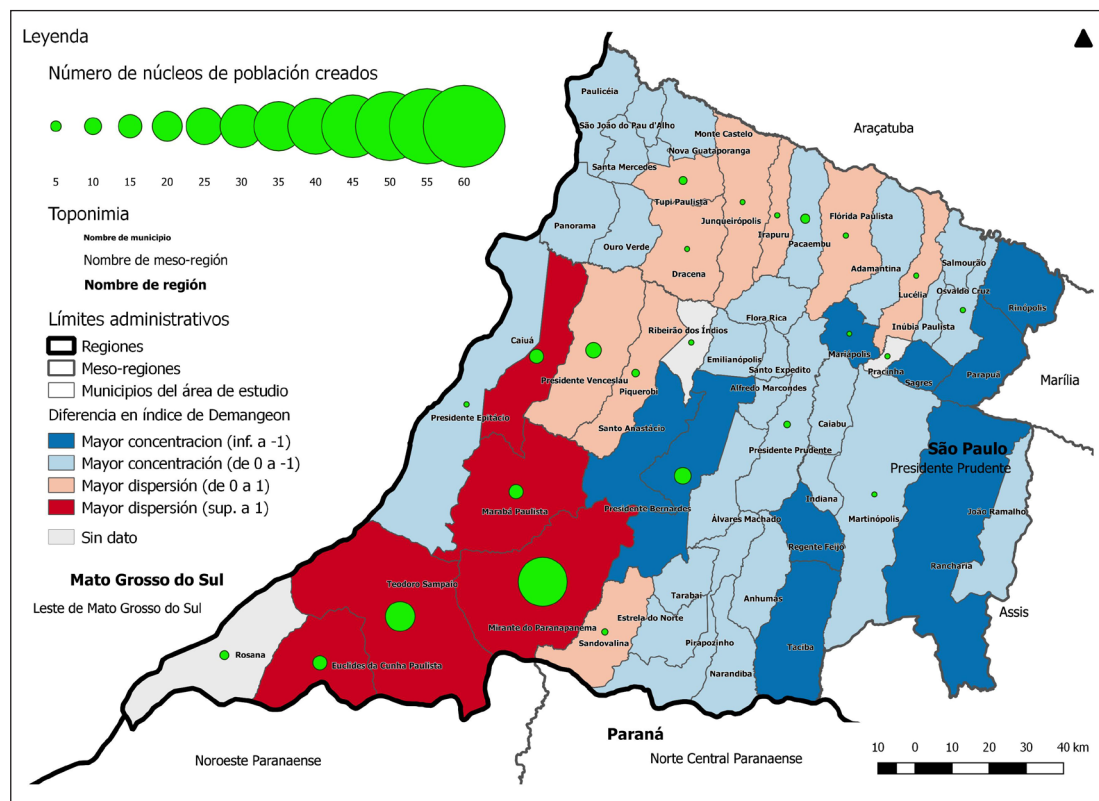 Leyenda
Número de núcleos de población creados
5 10 15 20 25 30 35 40 45 50 55 60
Toponimia
Nombre de municipio
Nombre de meso-región
Nombre de región
Límites administrativos
Regiones
Meso-regiones
Municipios del área de estudio
Diferencia en índice de Demangeon
Mayor concentracion (inf. a -1)
Mayor concentración (de 0 a -1)
Mayor dispersión (de 0 a 1)
Mayor dispersión (sup. a 1)
Sin dato
Paulicéia
São João do Pau d'Alho
Monte Castelo
Araçatuba
Nova Guataporanga
Santa Mercedes
Tupi Paulista
Flórida Paulista
Junqueirópolis
Panorama
Irapuru
Ouro Verde
Pacaembu
Salmourão
Adamantina
Dracena
Osvaldo Cruz
Lucélia
Rinópolis
Flora Rica
Ribeirão dos Índios
Inúbia Paulista
Caiuá
Mariápolis
Emilianópolis
Santo Expedito
Pracinha
Parapuã
Marília
Presidente Venceslau
Sagres
Alfredo Marcondes
Piquerobi
Presidente Epitácio
Santo Anastácio
Caiabu
São Paulo
Presidente Prudente
Presidente Prudente
Indiana
Presidente Bernardes
Marabá Paulista
João Ramalho
Álvares Machado
Martinópolis
Regente Feijo
Rancharia
Mato Grosso do Sul
Teodoro Sampaio
Tarabai
Anhumas
Leste de Mato Grosso do Sul
Assis
Estrela do Norte
Mirante do Paranapanema
Sandovalina
Pirapozinho
Taciba
Rosana
Euclides da Cunha Paulista
Narandiba
Paraná
Noroeste Paranaense
Norte Central Paranaense
10 0 10 20 30 40 km